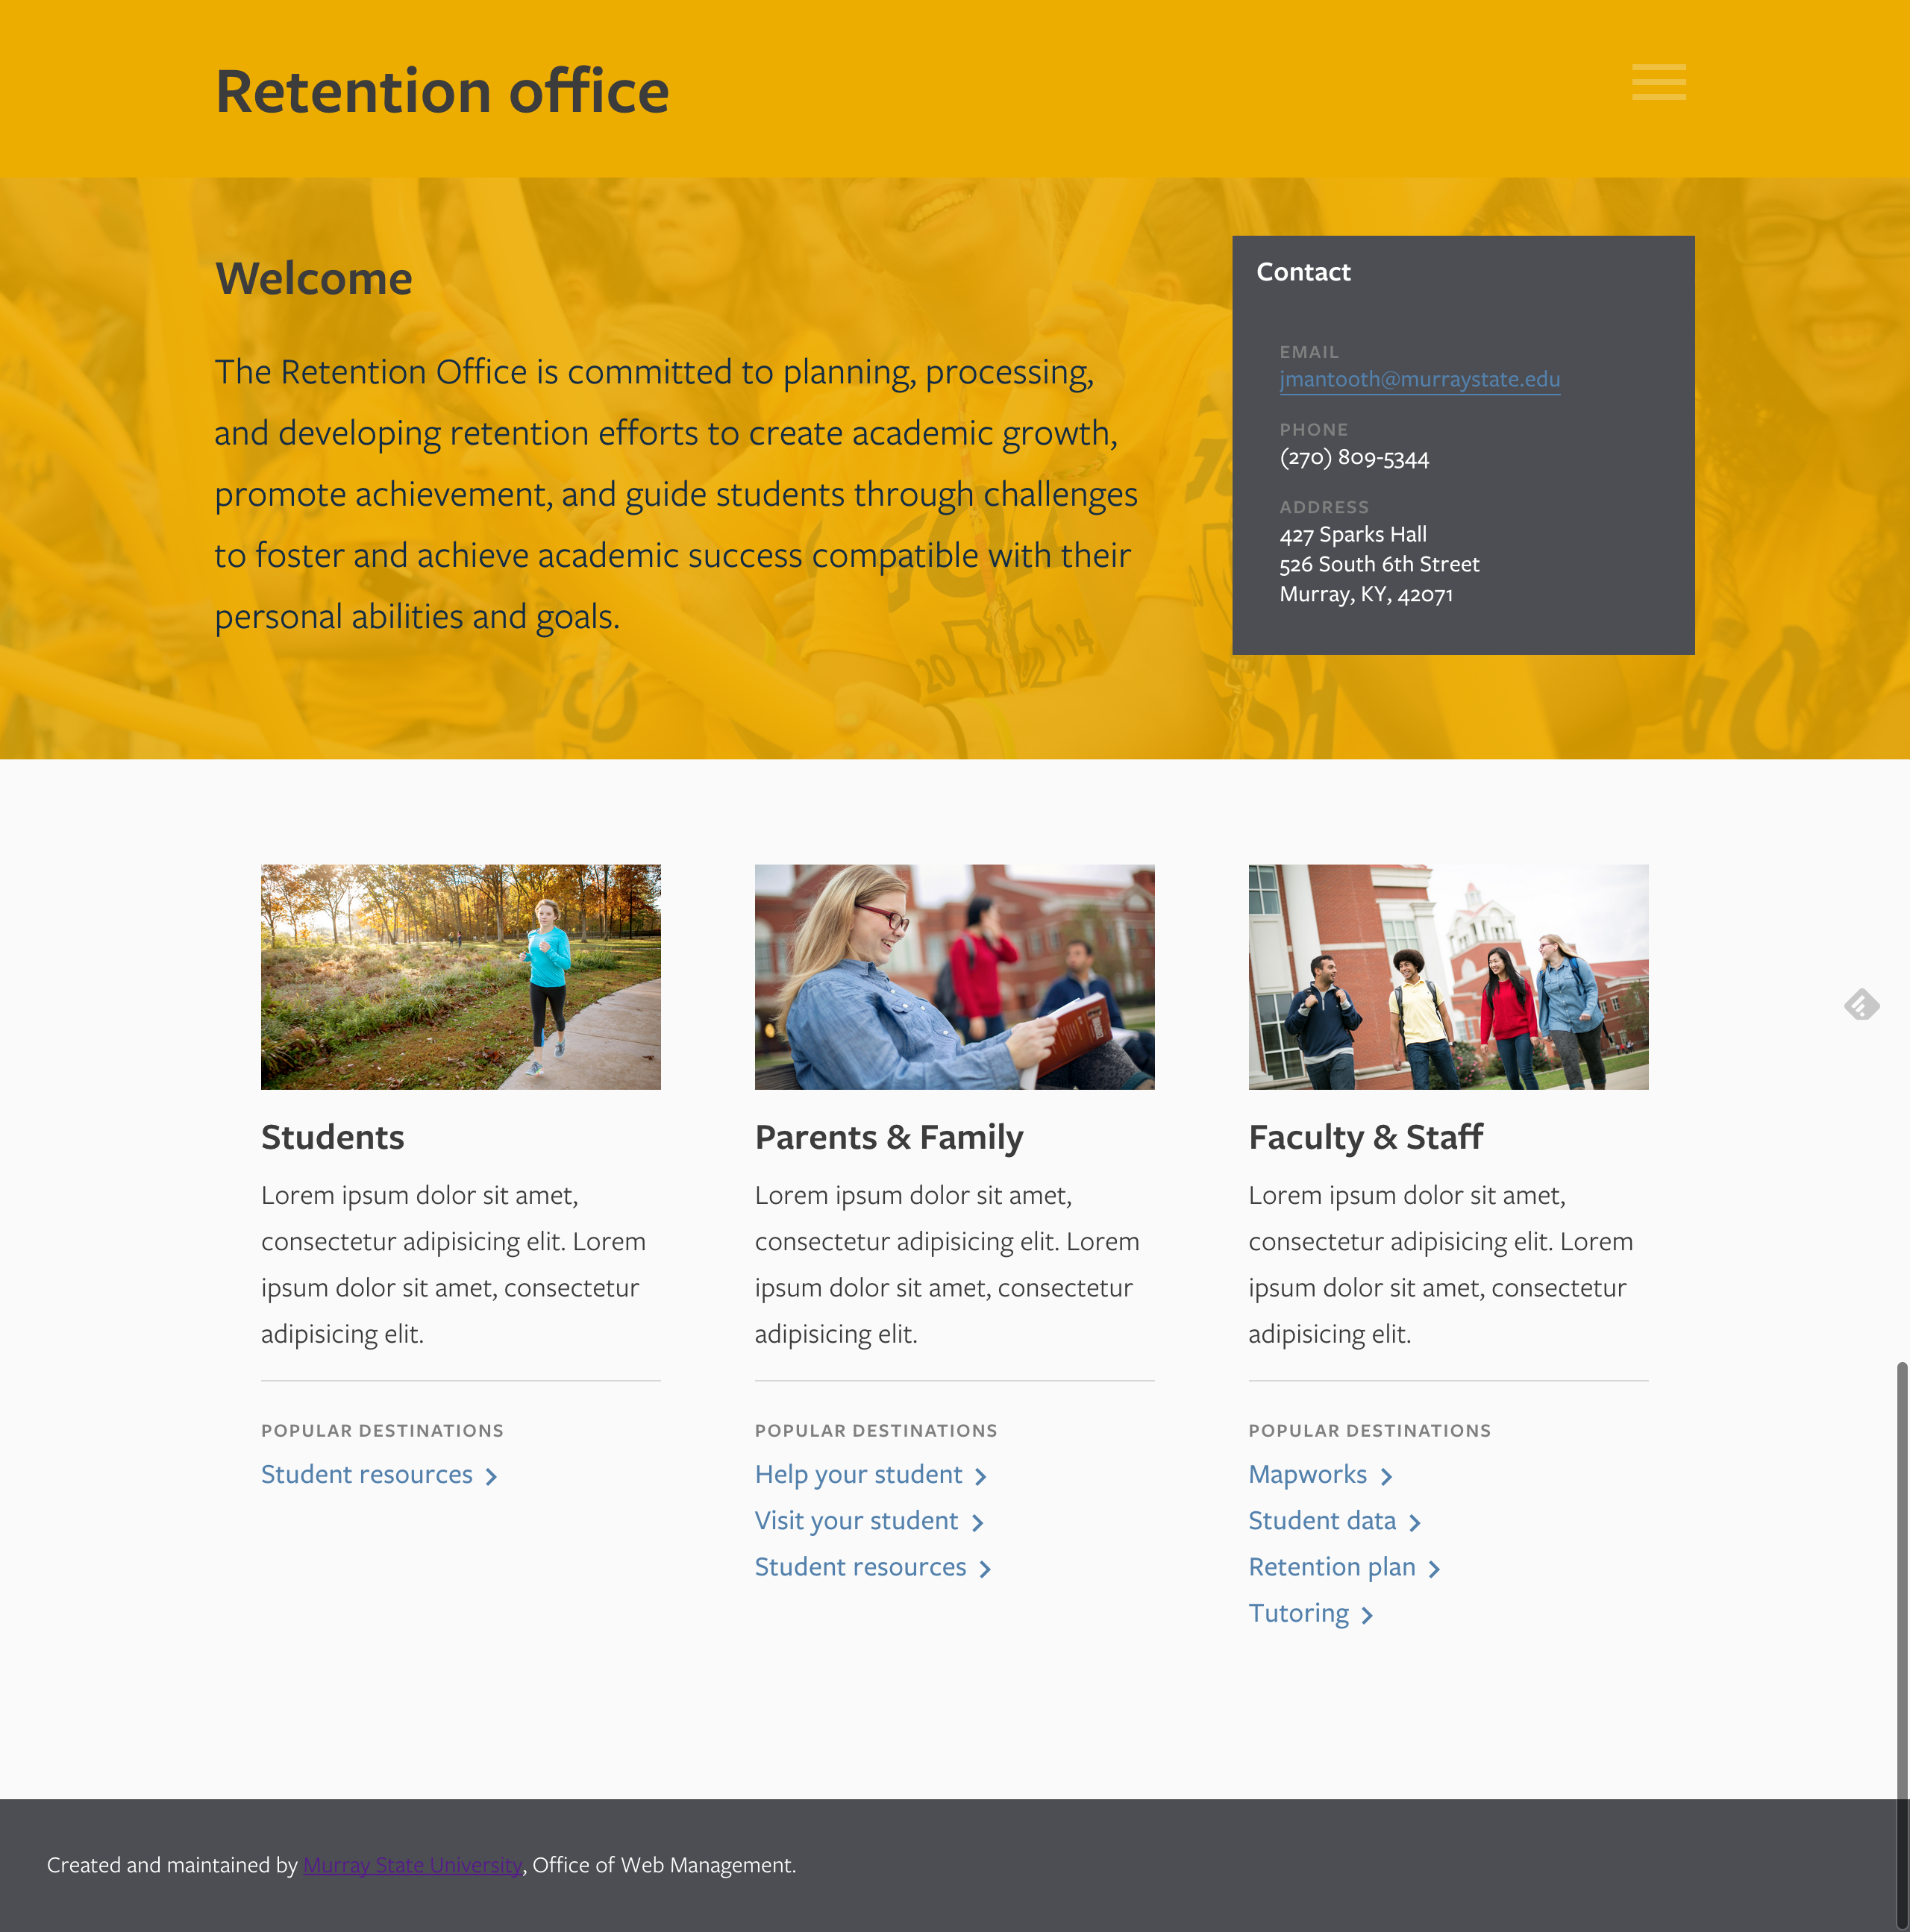 Retention office
Welcome
The Retention Office is committed to planning, processing,
and developing retention efforts to create academic growth,
promote achievement, and guide students through challenges
to foster and achieve academic success compatible with their
personal abilities and goals.
Contact
EMAIL
jmantooth@murraystate.edu
PHONE
(270) 809-5344
ADDRESS
427 Sparks Hall
526 South 6th Street
Murray, KY, 42071
20 14
Students
Lorem ipsum dolor sit amet,
consectetur adipisicing elit. Lorem
ipsum dolor sit amet, consectetur
adipisicing elit.
POPULAR DESTINATIONS
Student resources
Parents & Family
Lorem ipsum dolor sit amet,
consectetur adipisicing elit. Lorem
ipsum dolor sit amet, consectetur
adipisicing elit.
POPULAR DESTINATIONS
Help your student
Visit your student
Student resources
Faculty & Staff
Lorem ipsum dolor sit amet,
consectetur adipisicing elit. Lorem
ipsum dolor sit amet, consectetur
adipisicing elit.
POPULAR DESTINATIONS
Mapworks
Student data
Retention plan
Tutoring
Created and maintained by Murray State University, Office of Web Management.